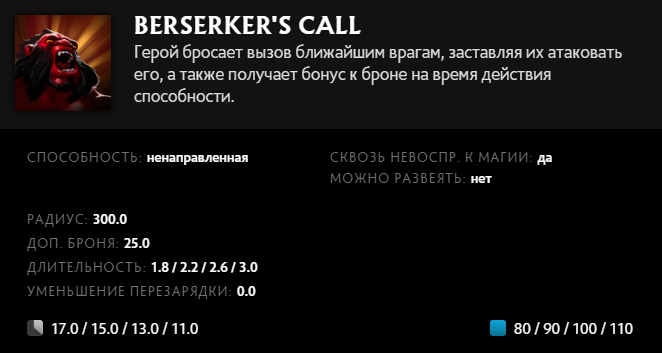 BERSERKER'S CALL
Герой бросает вызов ближайшим врагам, заставляя их атаковать
его, а также получает бонус к броне на время действия
способности.
СПОСОБНОСТЬ: ненаправленная
СКВОЗЬ НЕВОСПР. К МАГИИ: да
МОЖНО РАЗВЕЯТЬ: нет
РАДИУС: 300.0
ДОП. БРОНЯ: 25.0
ДЛИТЕЛЬНОСТЬ: 1.8 / 2.2 / 2.6 / 3.0
УМЕНЬШЕНИЕ ПЕРЕЗАРЯДКИ: 0.0
17.0 / 15.0 / 13.0 / 11.0
80 / 90 / 100 / 110